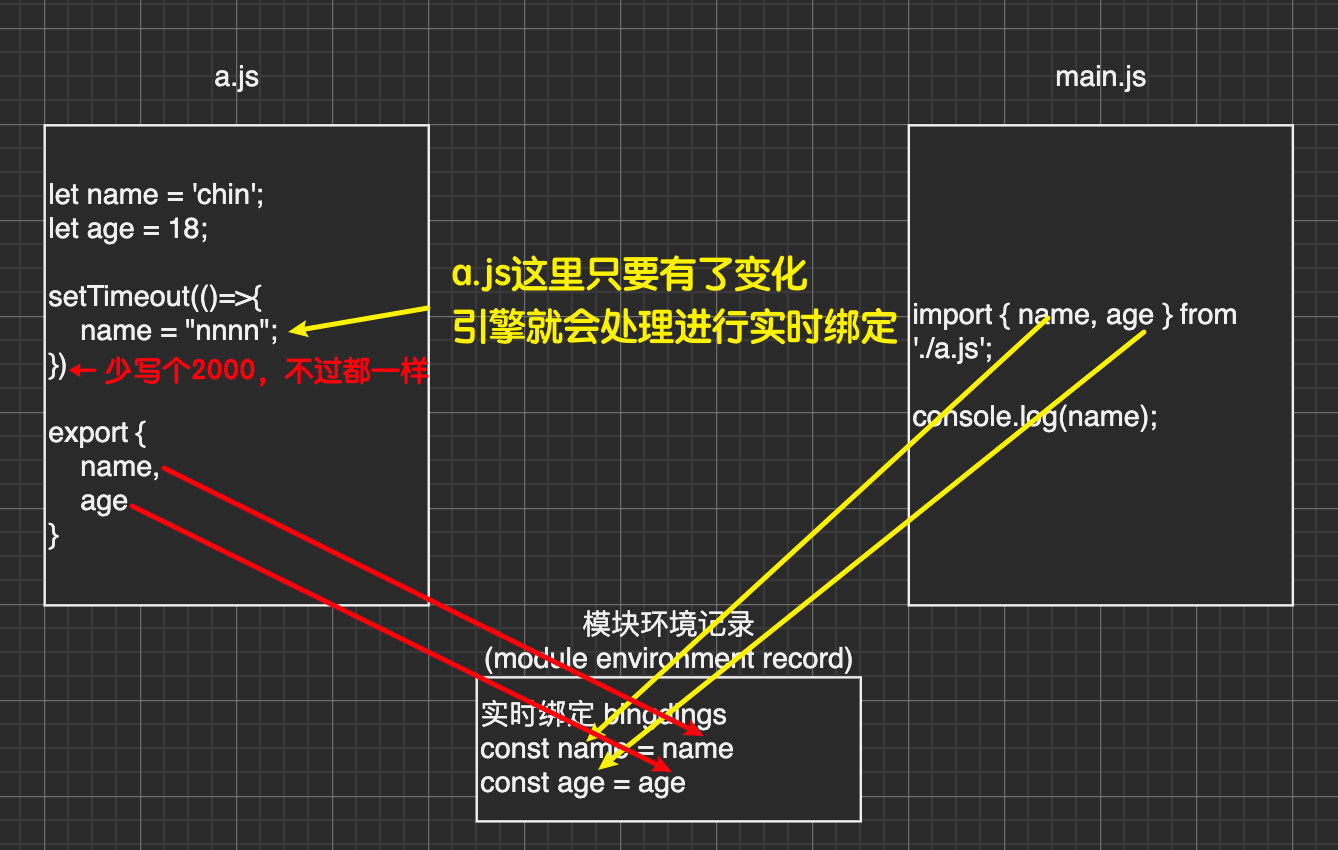 a.js
let name = 'chin';
let age = 18;
setTimeout(()=>{
name = "nnnn";
})
← 少写个2000，不过都一样
export {
name,
age
}
a.js这里只要有了变化
引擎就会处理进行实时绑定
main.js
import { name, age } from
'./a.js';
console.log(name);
模块环境记录
(module environment record)
实时绑定 bingdings
const name = name
const age = age